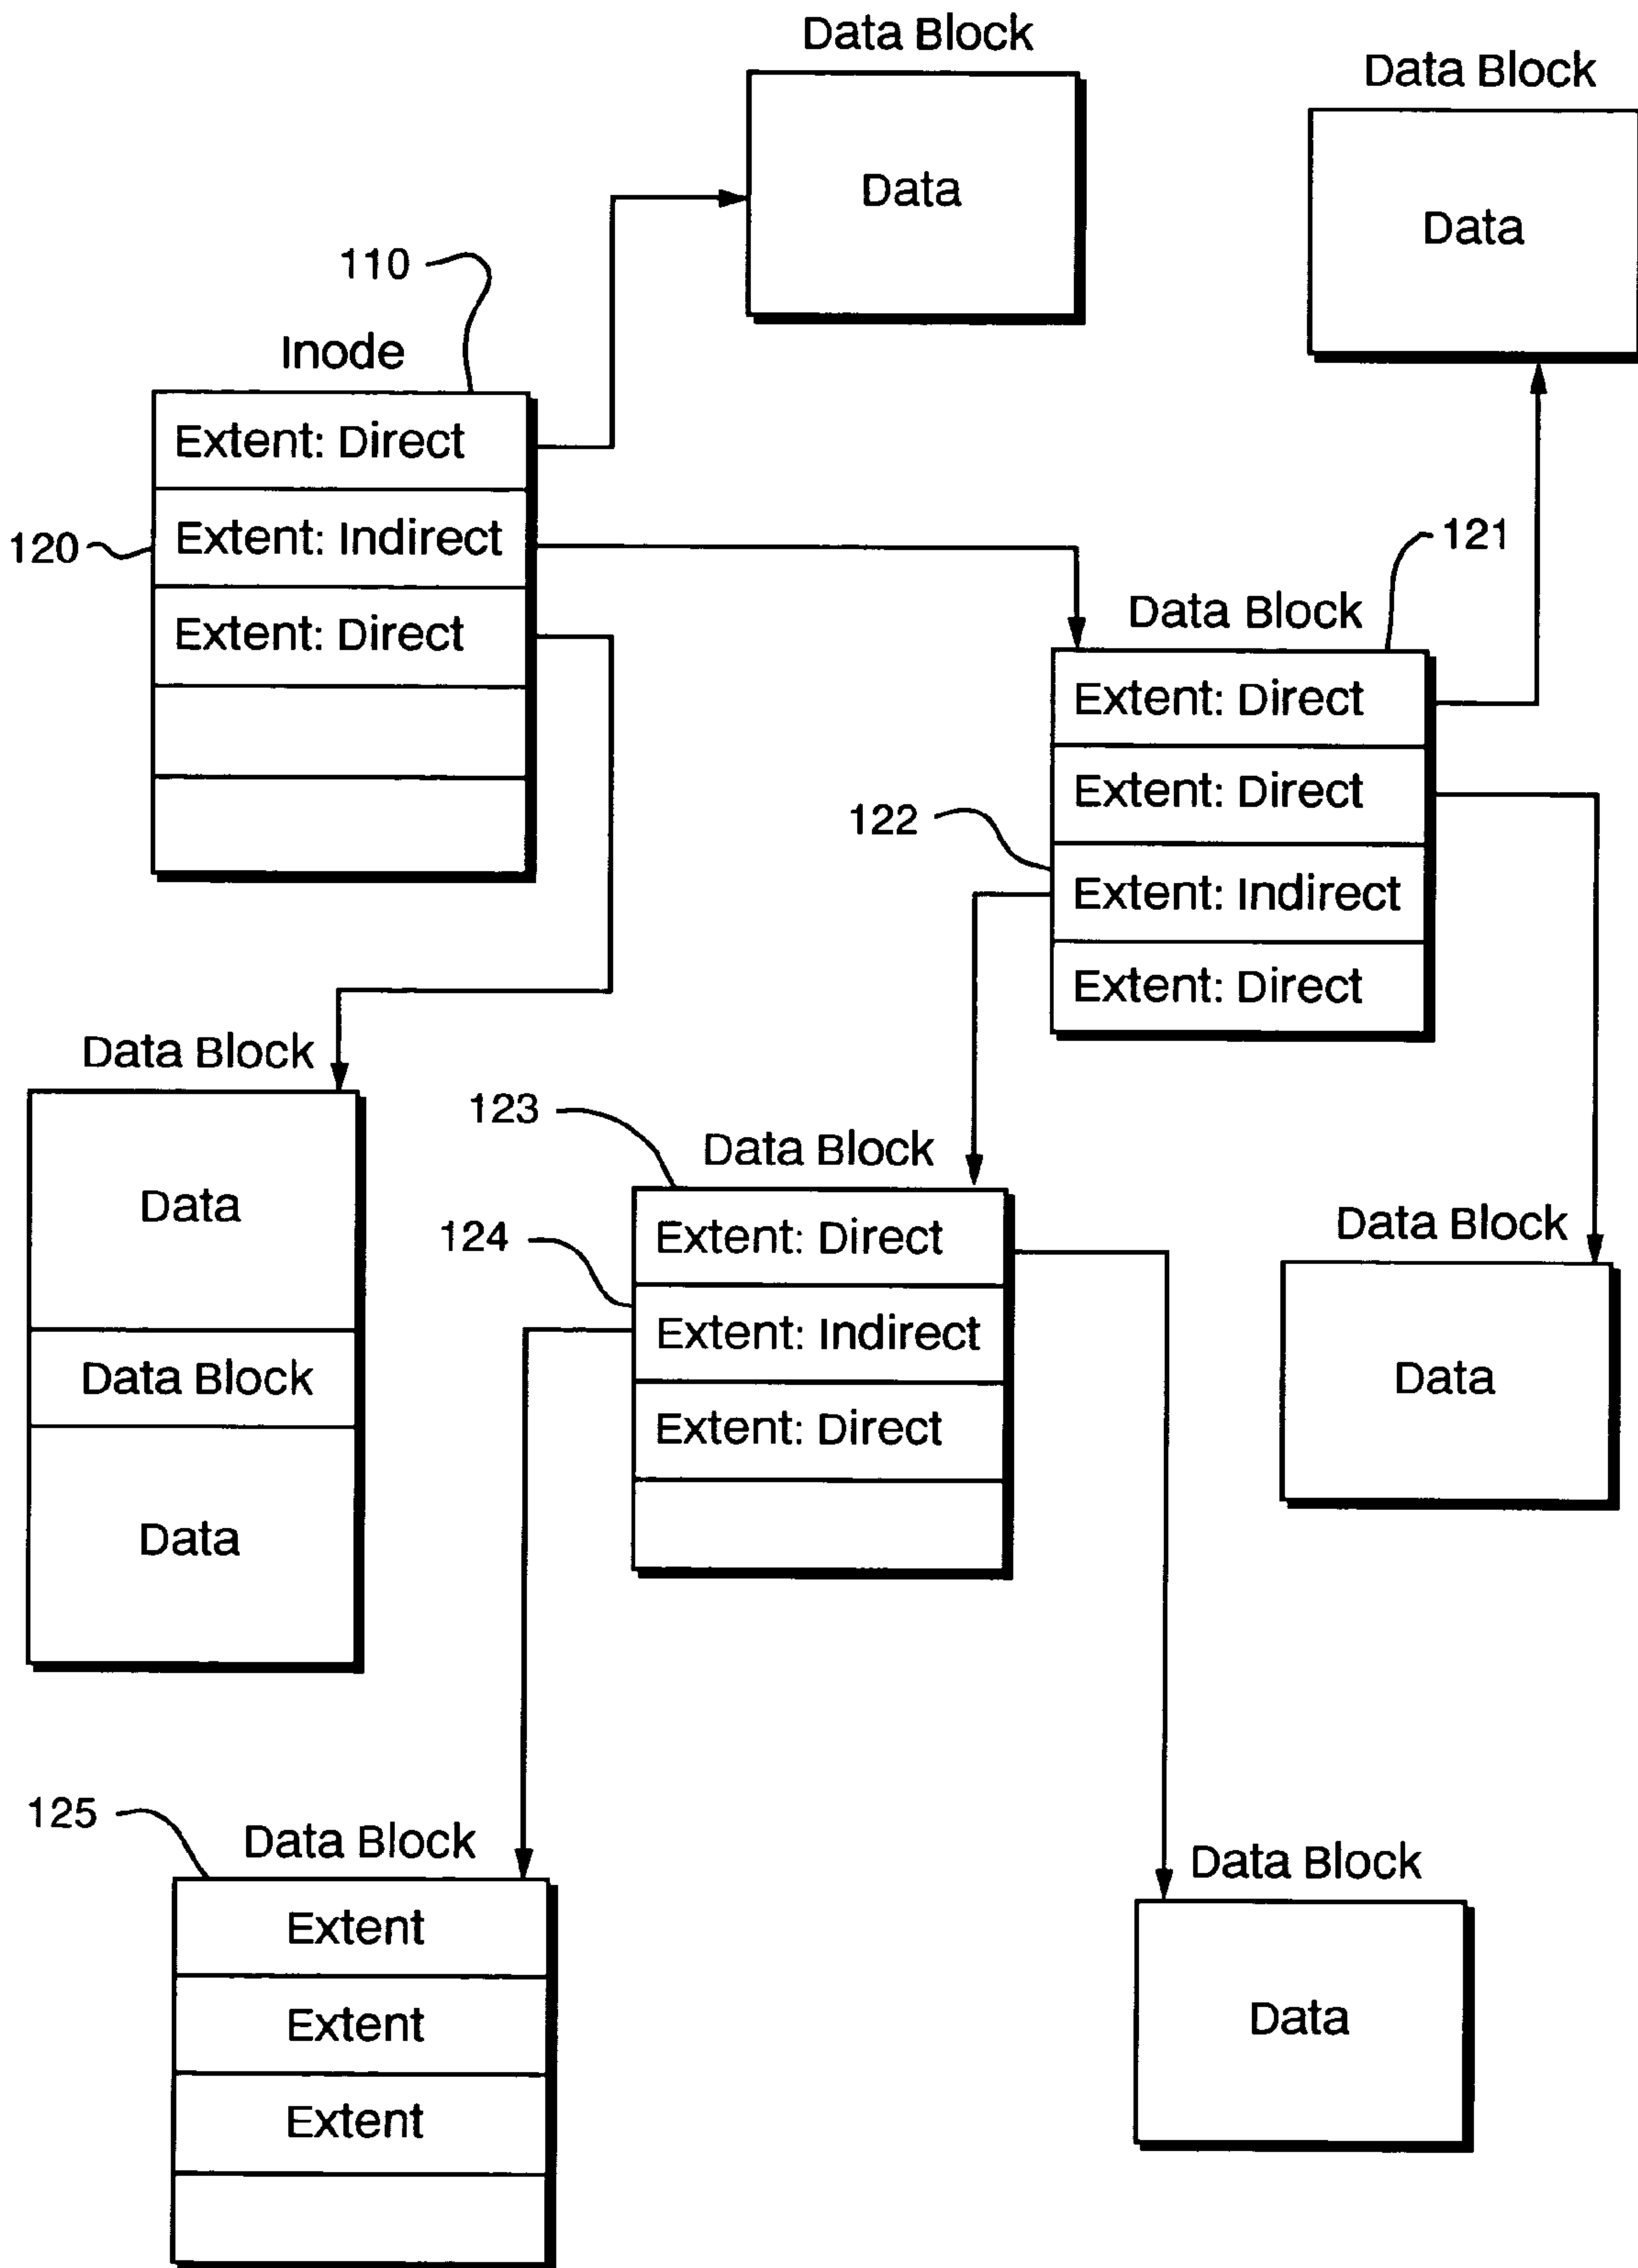 Data Block
Data
Data Block
Data
110
Inode
Extent: Direct
120
Extent: Indirect
Extent: Direct
121
Data Block
Extent: Direct
Extent: Direct
122
Extent: Indirect
Extent: Direct
Data Block
Data
Data Block
Data
123
Data Block
Extent: Direct
124
Extent: Indirect
Extent: Direct
Data Block
Data
125
Data Block
Extent
Extent
Extent
Data Block
Data